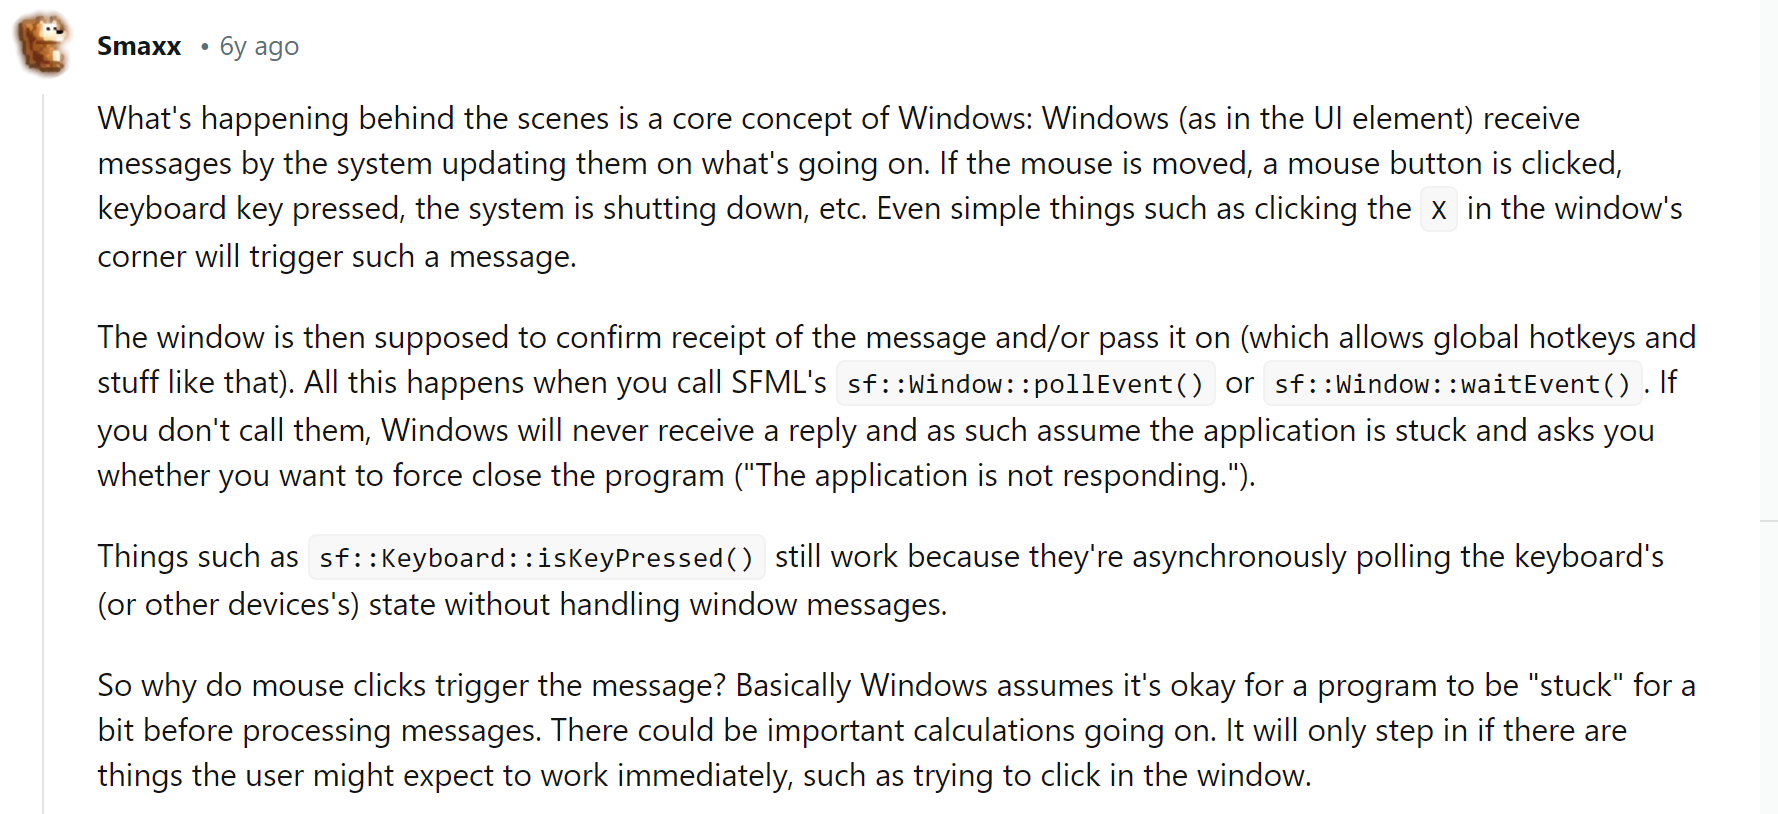 Smaxx • 6y ago
What's happening behind the scenes is a core concept of Windows: Windows (as in the UI element) receive
messages by the system updating them on what's going on. If the mouse is moved, a mouse button is clicked,
keyboard key pressed, the system is shutting down, etc. Even simple things such as clicking the X in the window's
corner will trigger such a message.
The window is then supposed to confirm receipt of the message and/or pass it on (which allows global hotkeys and
stuff like that). All this happens when you call SFML's sf::Window::pollEvent() or sf::Window::waitEvent(). If
you don't call them, Windows will never receive a reply and as such assume the application is stuck and asks you
whether you want to force close the program ("The application is not responding.").
Things such as sf::Keyboard::isKeyPressed() still work because they're asynchronously polling the keyboard's
(or other devices's) state without handling window messages.
So why do mouse clicks trigger the message? Basically Windows assumes it's okay for a program to be "stuck" for a
bit before processing messages. There could be important calculations going on. It will only step in if there are
things the user might expect to work immediately, such as trying to click in the window.